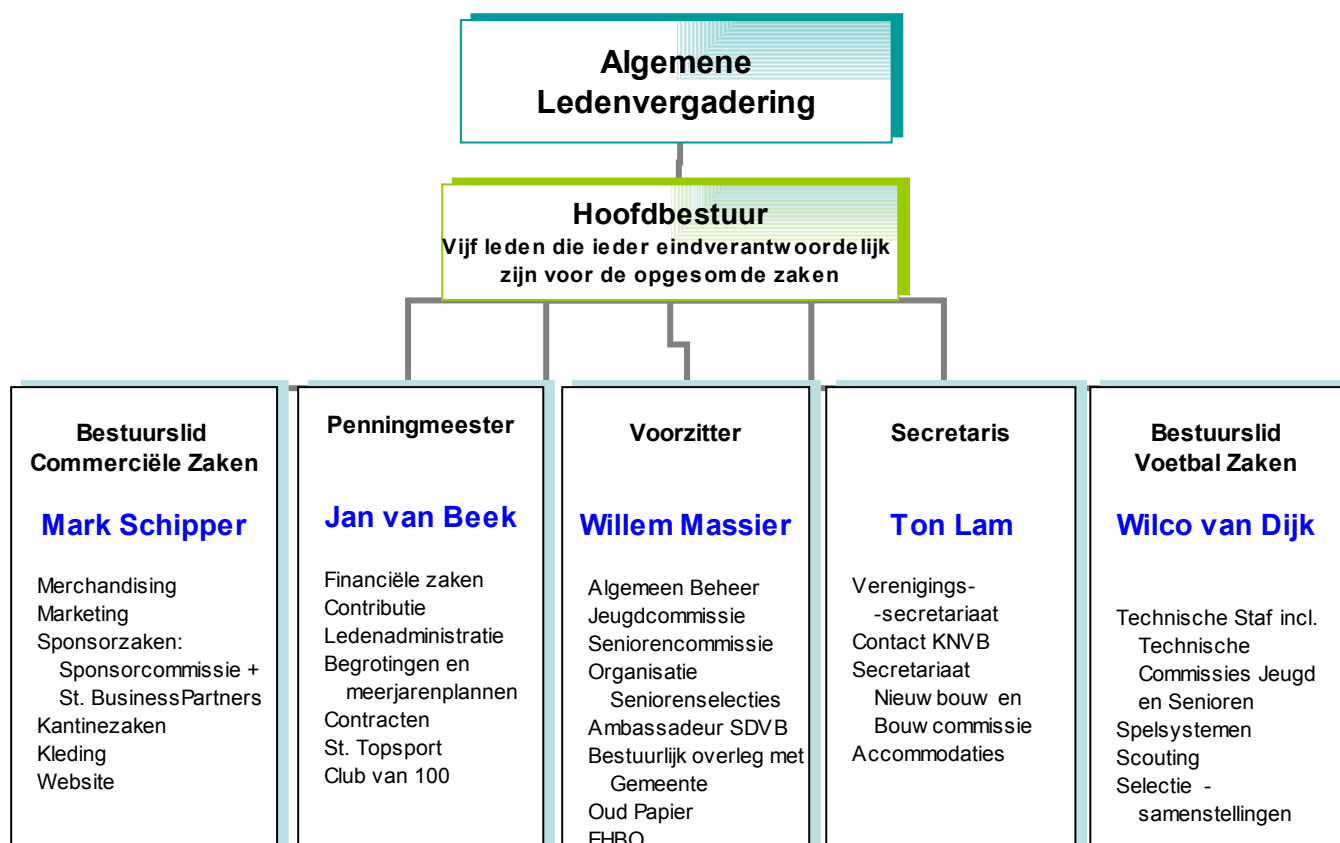 Algemene
Ledenvergadering
Hoofdbestuur
Vijf leden die ieder eindverantwoordelijk
zijn voor de opgesomde zaken
Bestuurslid
Commerciële Zaken
Mark Schipper
Merchandising
Marketing
Sponsorzaken:
Sponsorcommissie +
St. BusinessPartners
Kantinezaken
Kleding
Website
Penningmeester
Jan van Beek
Financiële zaken
Contributie
Ledenadministratie
Begrotingen en
meerjarenplannen
Contracten
St. Topsport
Club van 100
Voorzitter
Willem Massier
Algemeen Beheer
Jeugdcommissie
Seniorencommissie
Organisatie
Seniorenselecties
Ambassadeur SDVB
Bestuurlijk overleg met
Gemeente
Oud Papier
EHBO
Secretaris
Ton Lam
Verenigings-
-secretariaat
Contact KNVB
Secretariaat
Nieuw bouw en
Bouw commissie
Accommodaties
Bestuurslid
Voetbal Zaken
Wilco van Dijk
Technische Staf incl.
Technische
Commissies Jeugd
en Senioren
Spelsystemen
Scouting
Selectie -
samenstellingen